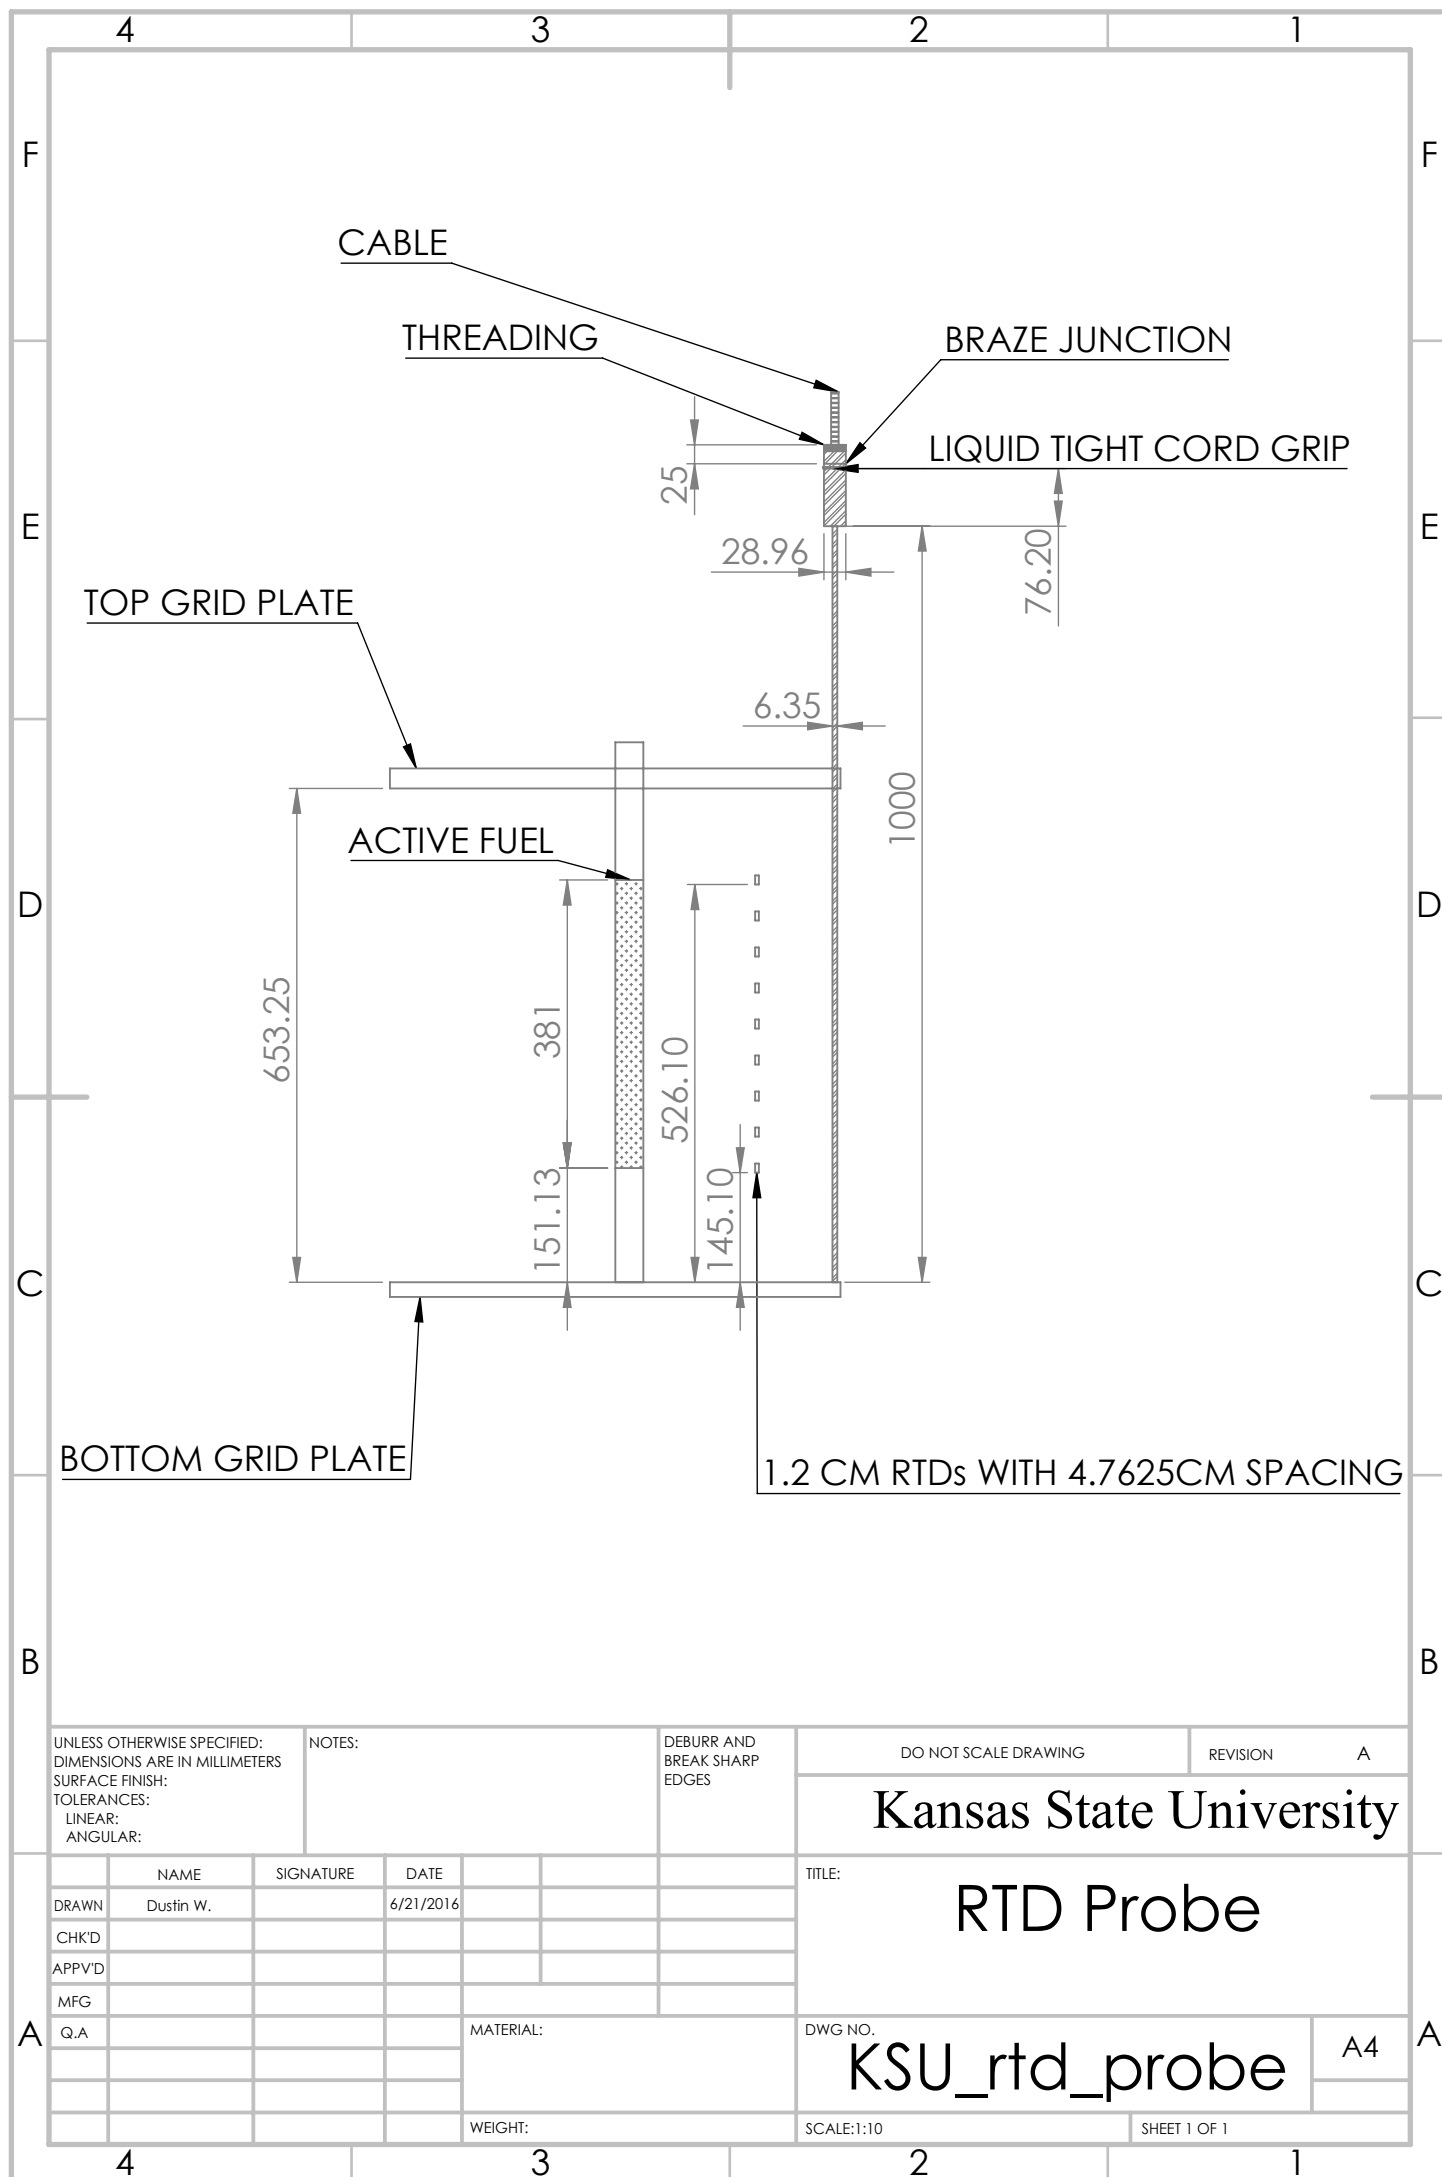 4 3 2 1
F F
CABLE
THREADING
BRAZE JUNCTION
LIQUID TIGHT CORD GRIP
25
E E
28.96
76.20
TOP GRID PLATE
6.35
1000
ACTIVE FUEL
D D
653.25
381
526.10
151.13
145.10
C C
BOTTOM GRID PLATE
1.2 CM RTDs WITH 4.7625CM SPACING
B B
UNLESS OTHERWISE SPECIFIED:
DIMENSIONS ARE IN MILLIMETERS
SURFACE FINISH:
TOLERANCES:
LINEAR:
ANGULAR:
NOTES:
DEBURR AND
BREAK SHARP
EDGES
DO NOT SCALE DRAWING
REVISION A
Kansas State University
NAME SIGNATURE DATE
DRAWN Dustin W. 6/21/2016
CHK'D
APPV'D
MFG
Q.A
TITLE:
RTD Probe
A A
MATERIAL:
DWG NO.
KSU_rtd_probe
A4
WEIGHT:
SCALE:1:10
SHEET 1 OF 1
4 3 2 1